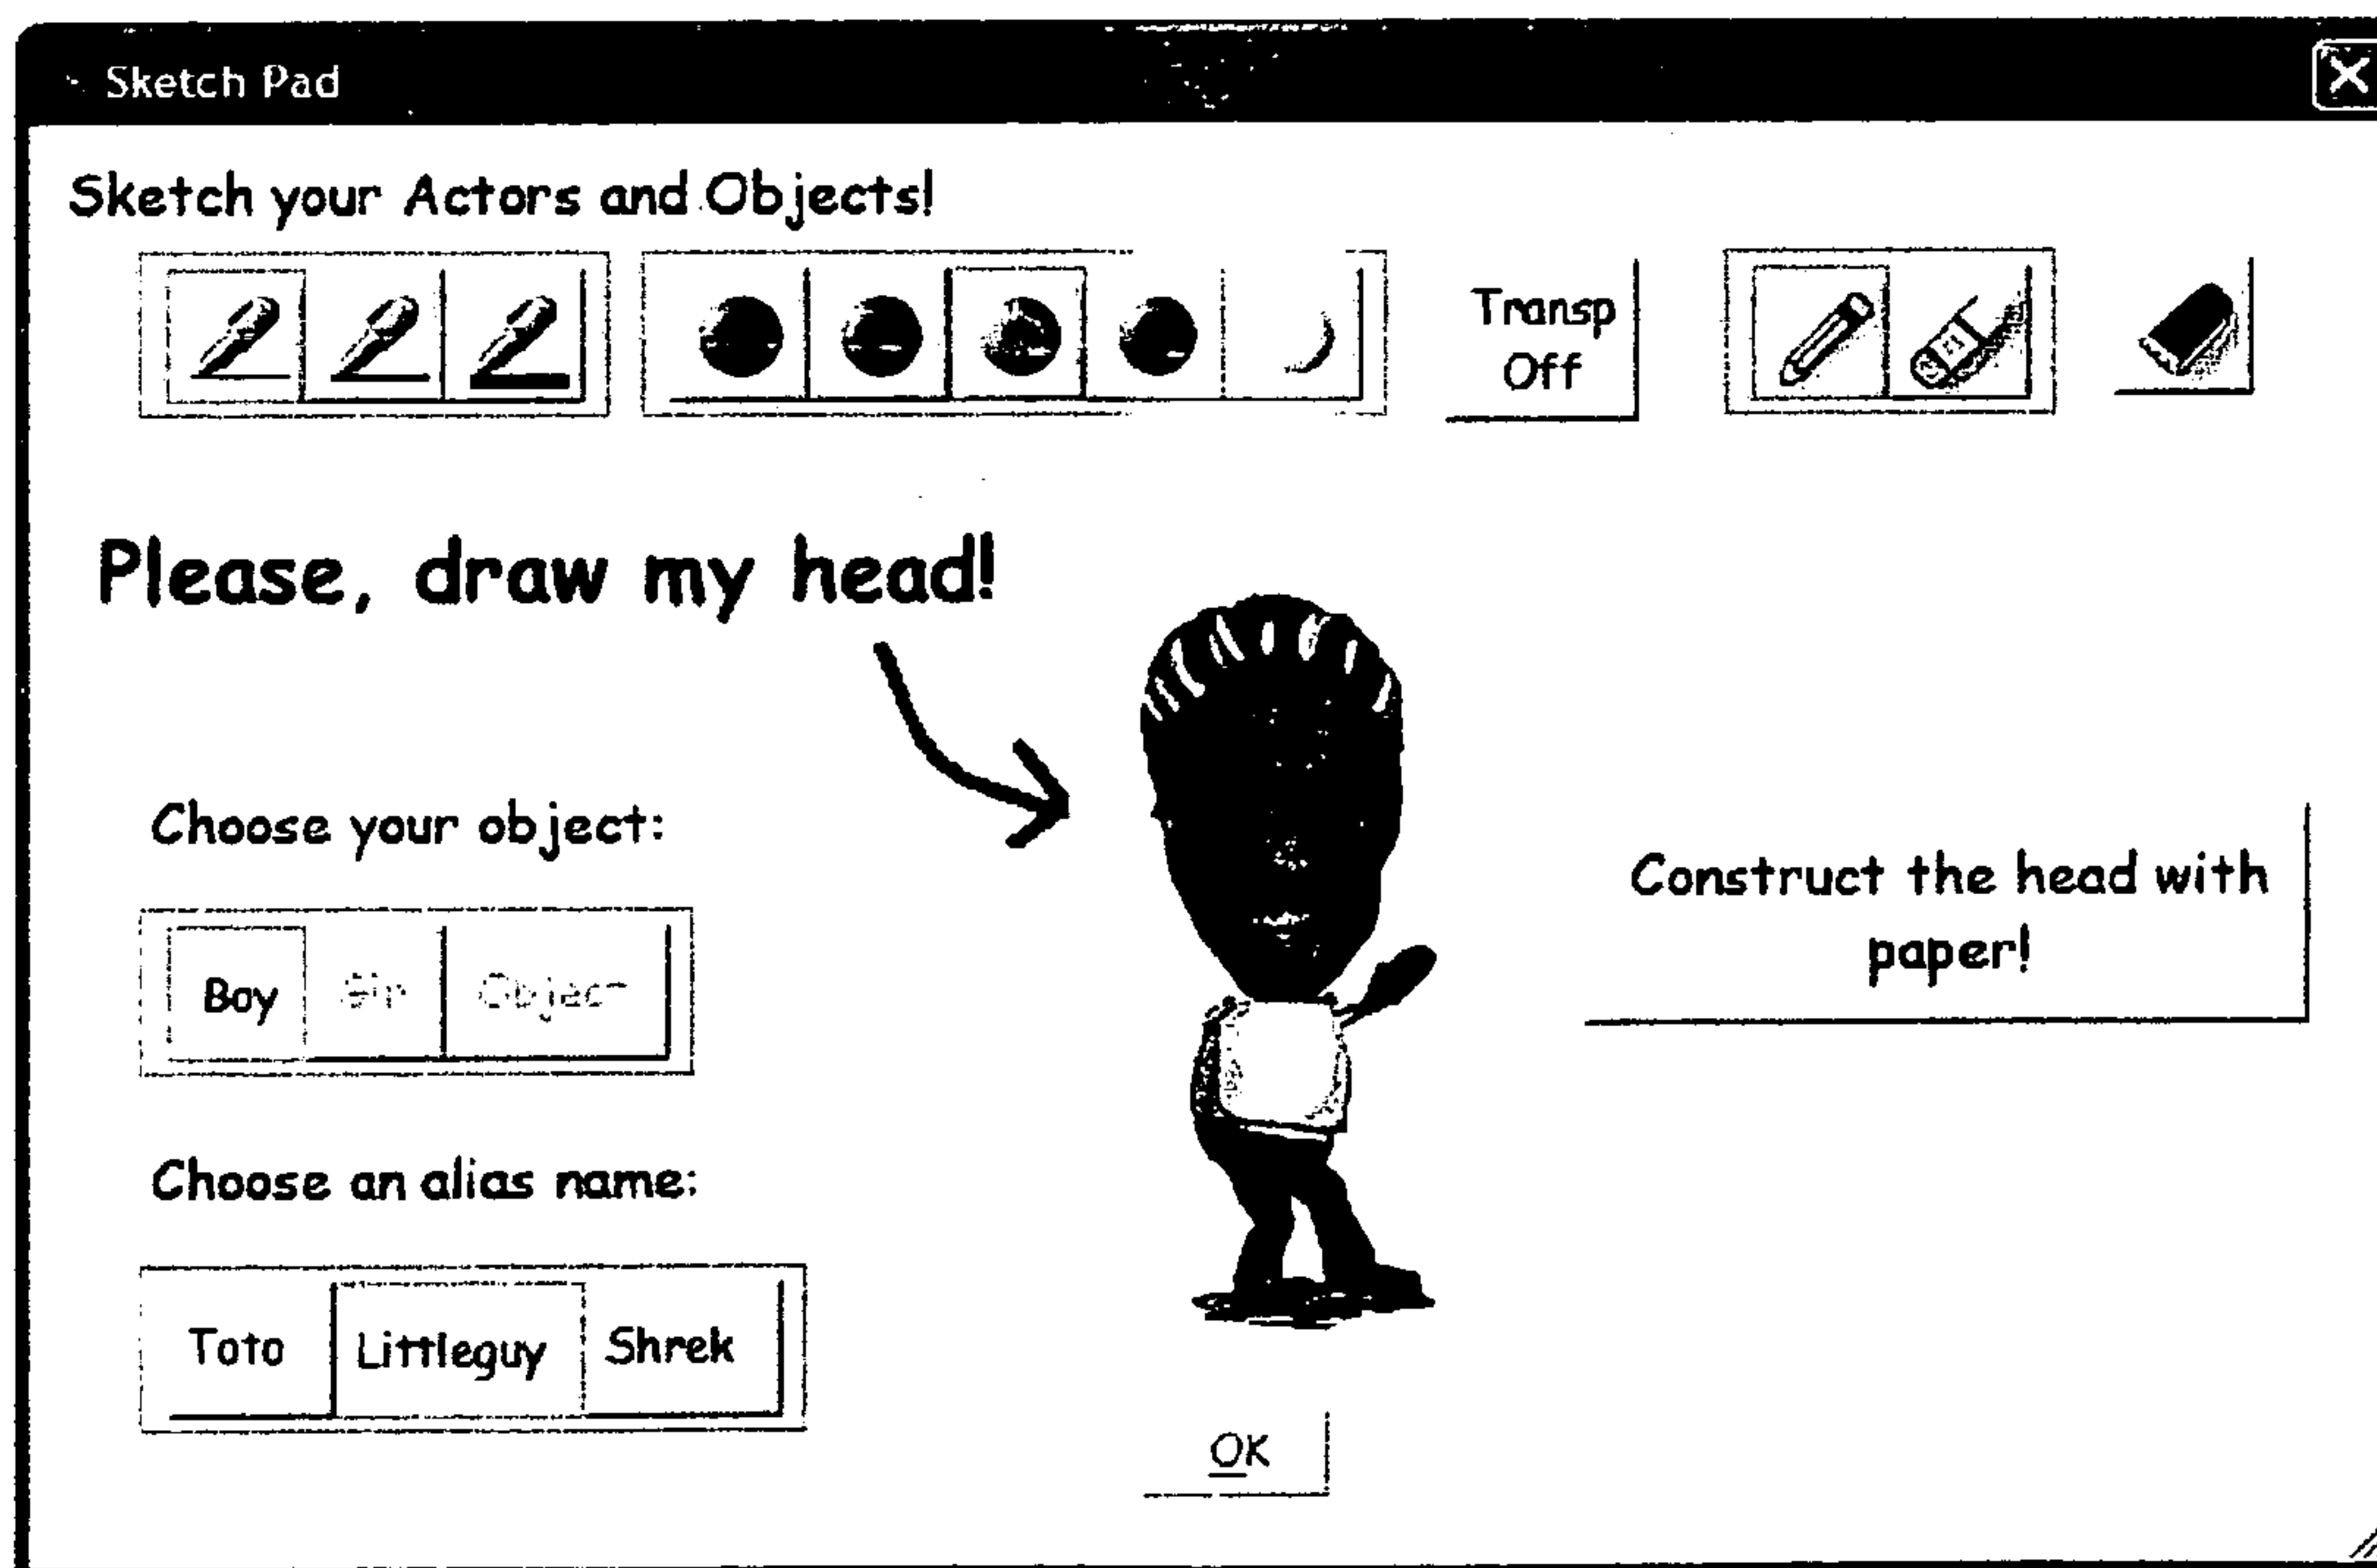 Sketch Pad
Sketch your Actors and Objects!
Transp
Off
Please, draw my head!
Choose your object:
Construct the head with
paper!
Boy Object
Choose an alias name:
Toto Littleguy Shrek
OK